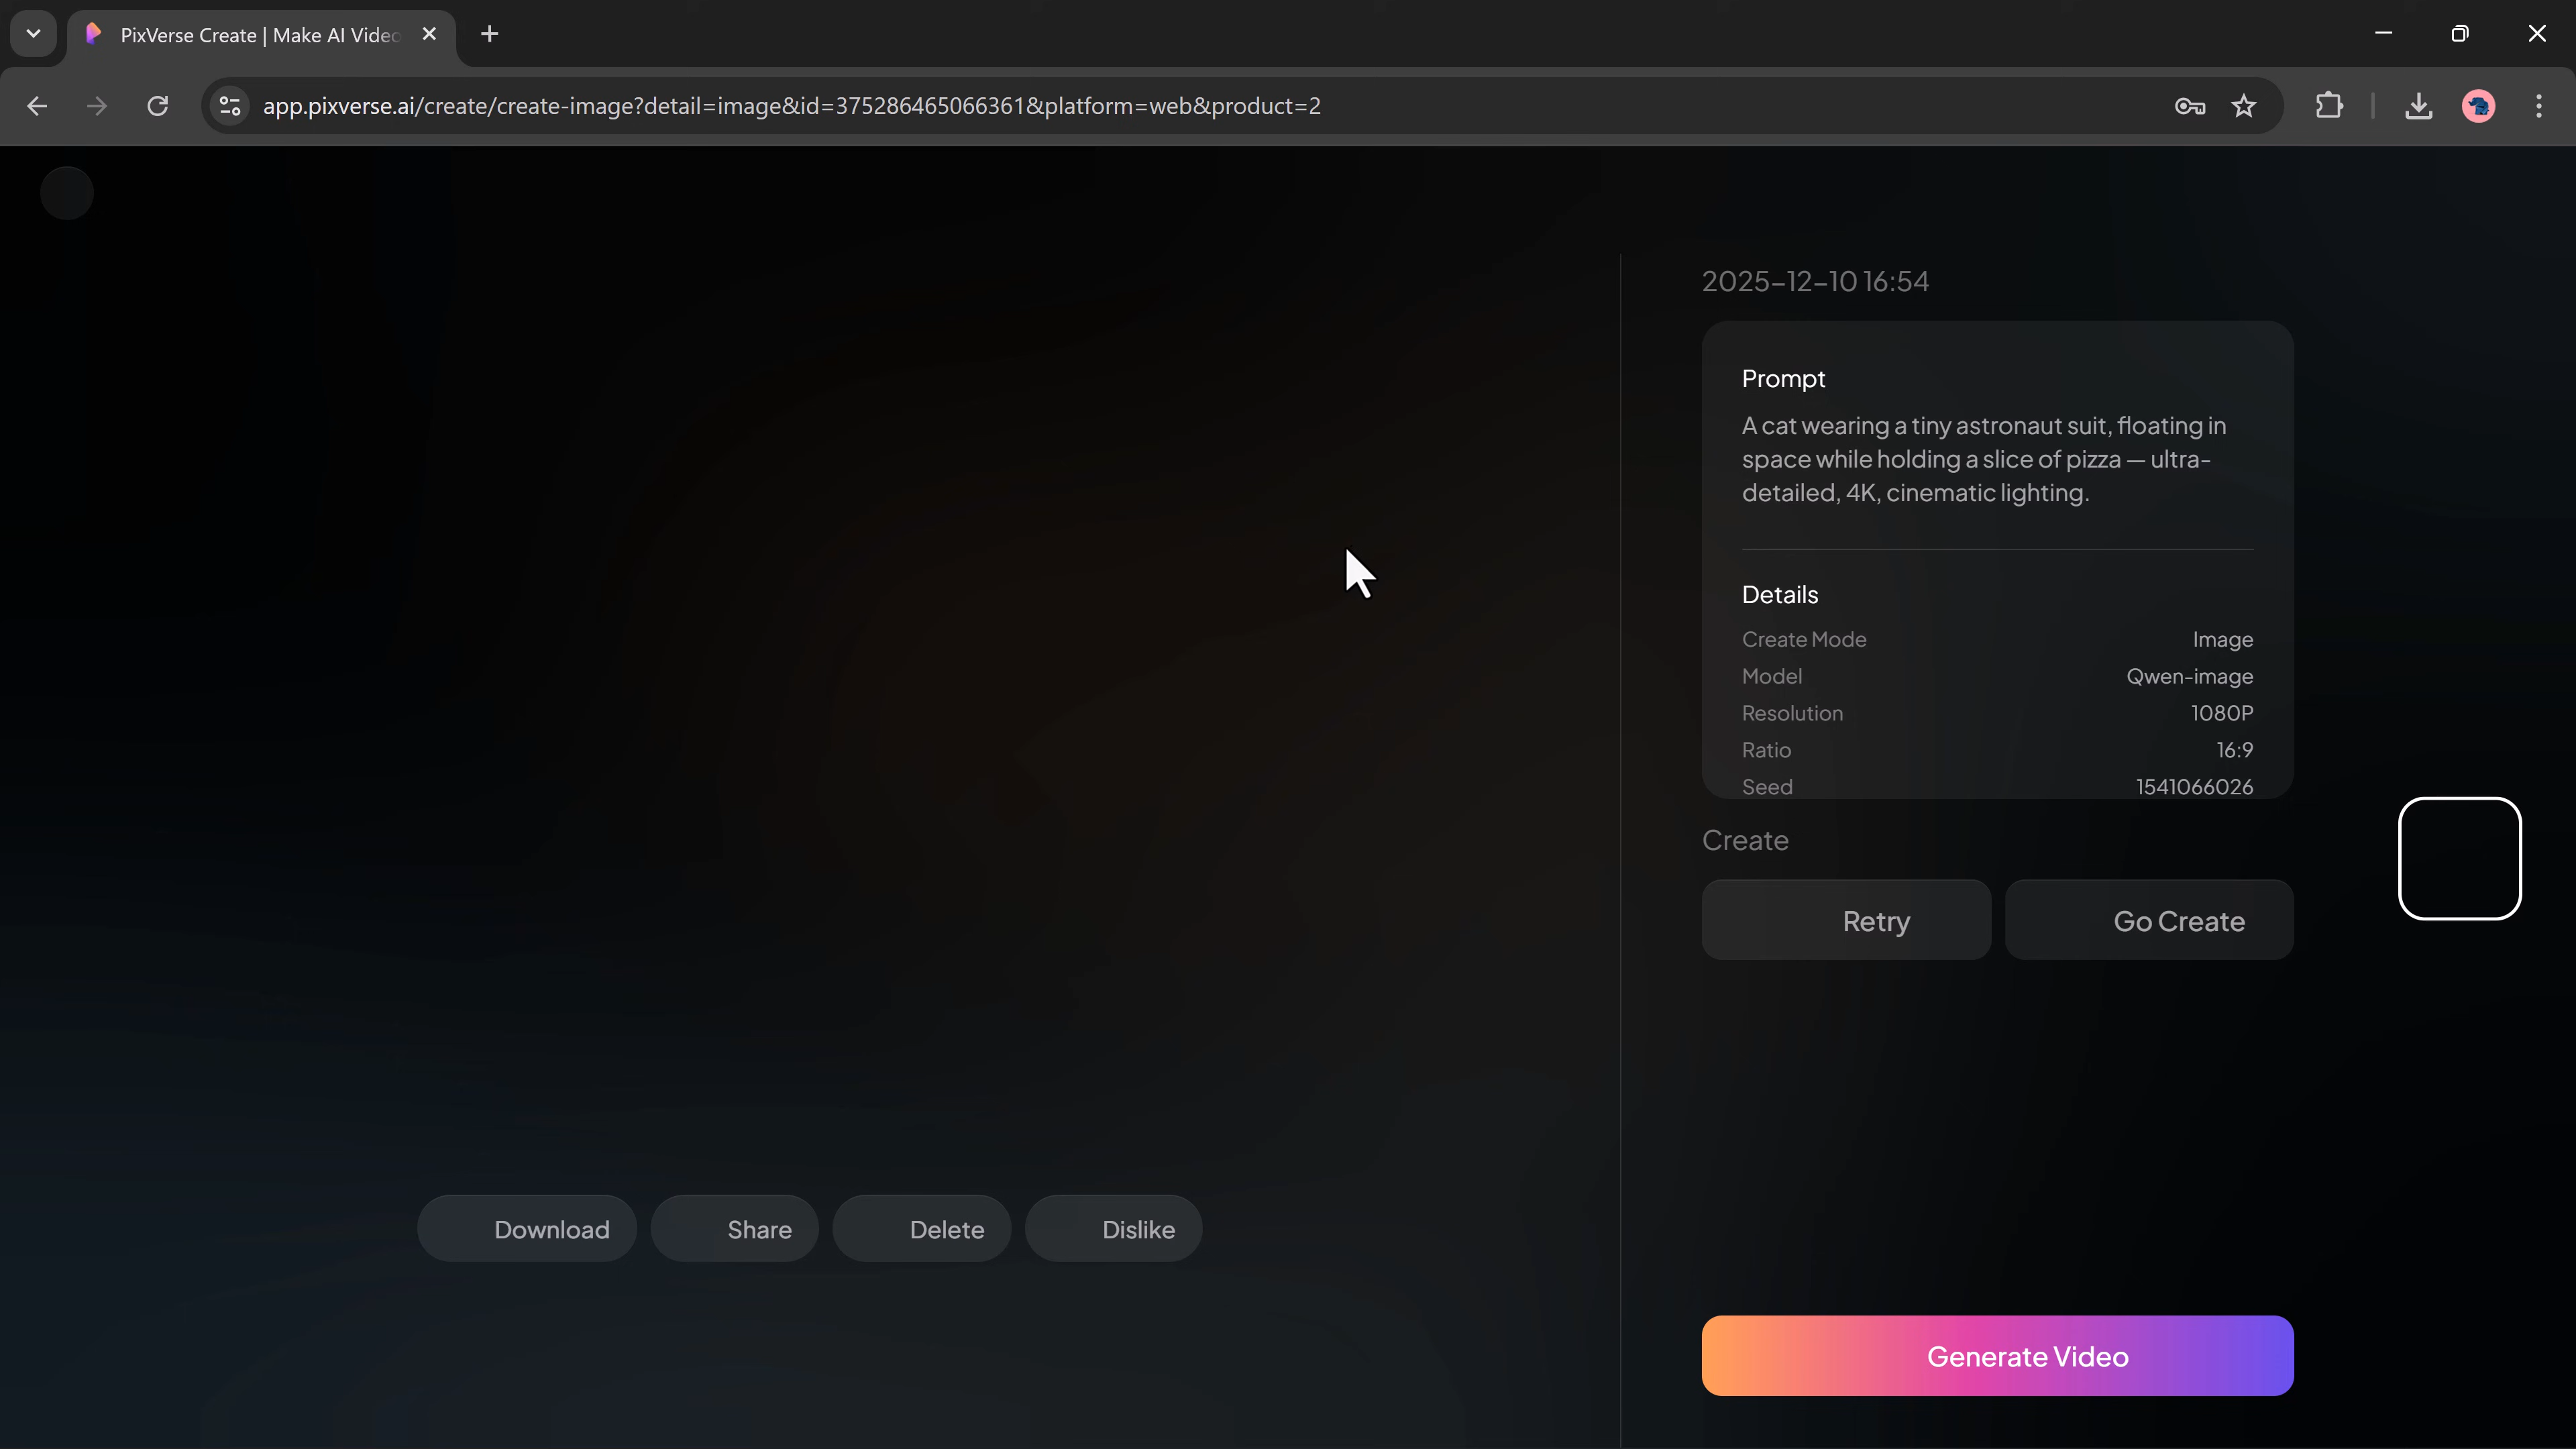 PixVerse Create | Make AI Video
app.pixverse.ai/create/create-image?detail=image&id=375286465066361&platform=web&product=2
2025-12-10 16:54
Prompt
A cat wearing a tiny astronaut suit, floating in
space while holding a slice of pizza — ultra-
detailed, 4K, cinematic lighting.
Details
Create Mode Image
Model Qwen-image
Resolution 1080P
Ratio 16:9
Seed 1541066026
Create
Retry Go Create
Download Share Delete Dislike
Generate Video